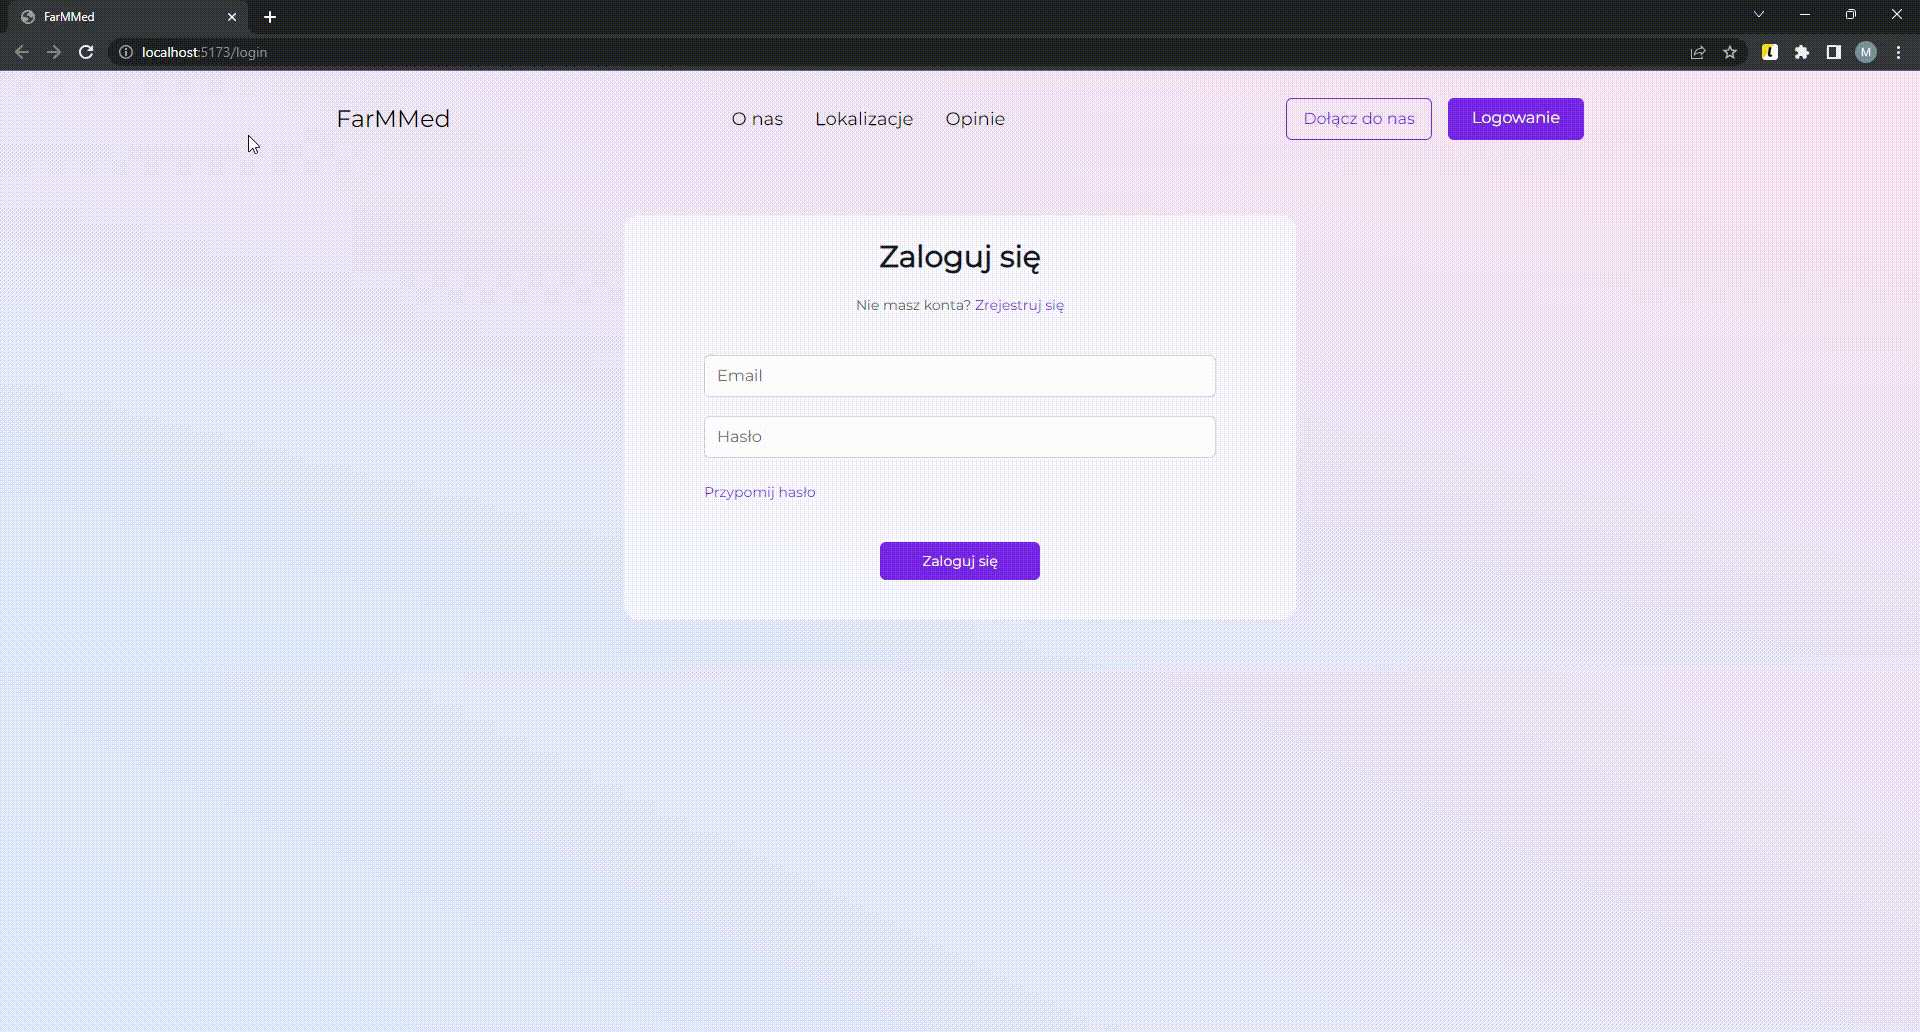 FarMMed
localhost:5173/login
M
FarMMed
O nas
Lokalizacje
Opinie
Dołącz do nas
Logowanie
Zaloguj się
Nie masz konta? Zrejestruj się
Email
Hasło
Przypomij hasło
Zaloguj się